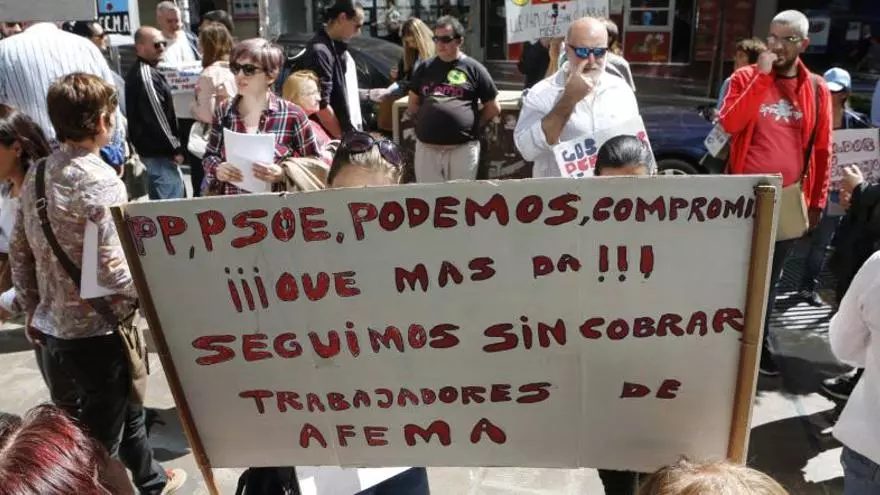 PP, PSOE, PODEMOS, COMPROMIS
¡¡¡QUE MAS DA!!!
SEGUIMOS SIN COBRAR
TRABAJADORES DE
AFEMA